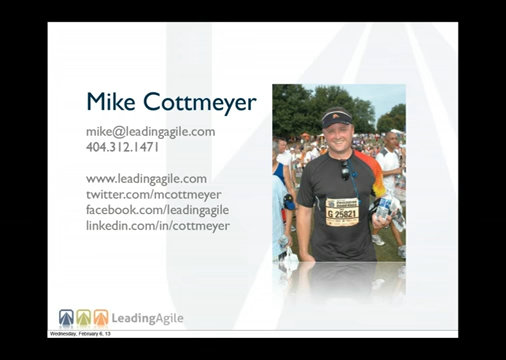 Mike Cottmeyer
mike@leadingagile.com
404.312.1471
www.leadingagile.com
twitter.com/mcottmeyer
facebook.com/leadingagile
linkedin.com/in/cottmeyer
G 25821
LeadingAgile
Wednesday, February 6, 13